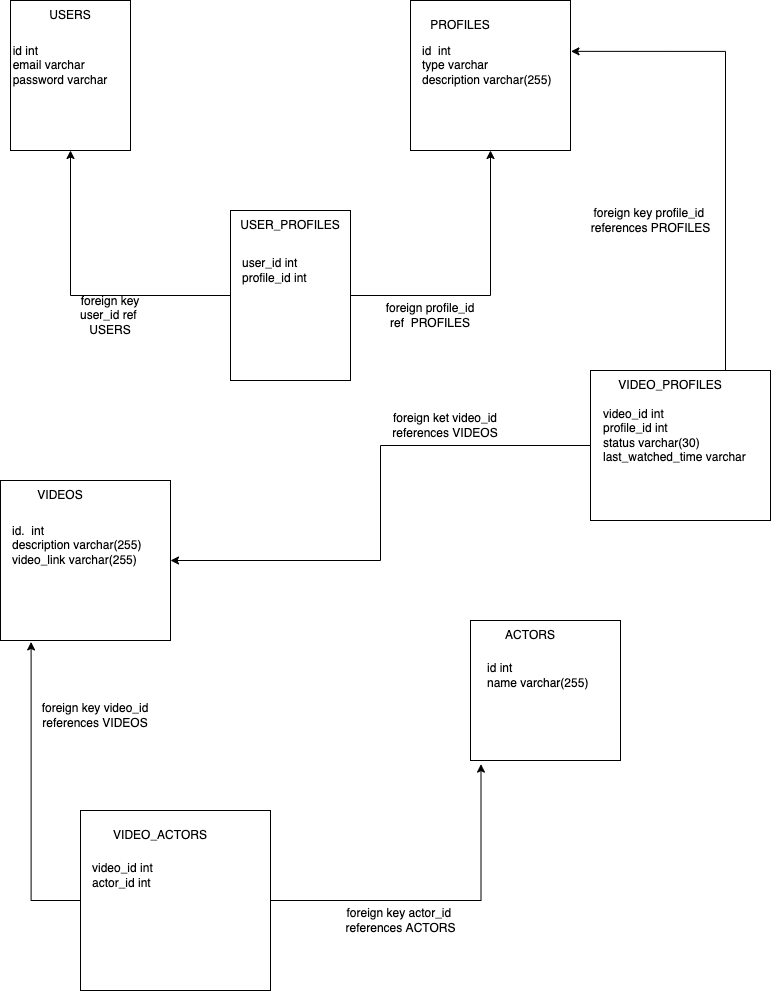 USERS
id int
email varchar
password varchar
PROFILES
id int
type varchar
description varchar(255)
foreign key profile_id
references PROFILES
USER_PROFILES
user_id int
profile_id int
foreign key
user_id ref
USERS
foreign profile_id
ref PROFILES
VIDEO_PROFILES
video_id int
profile_id int
status varchar(30)
last_watched_time varchar
foreign ket video_id
references VIDEOS
VIDEOS
id. int
description varchar(255)
video_link varchar(255)
ACTORS
id int
name varchar(255)
foreign key video_id
references VIDEOS
VIDEO_ACTORS
video_id int
actor_id int
foreign key actor_id
references ACTORS